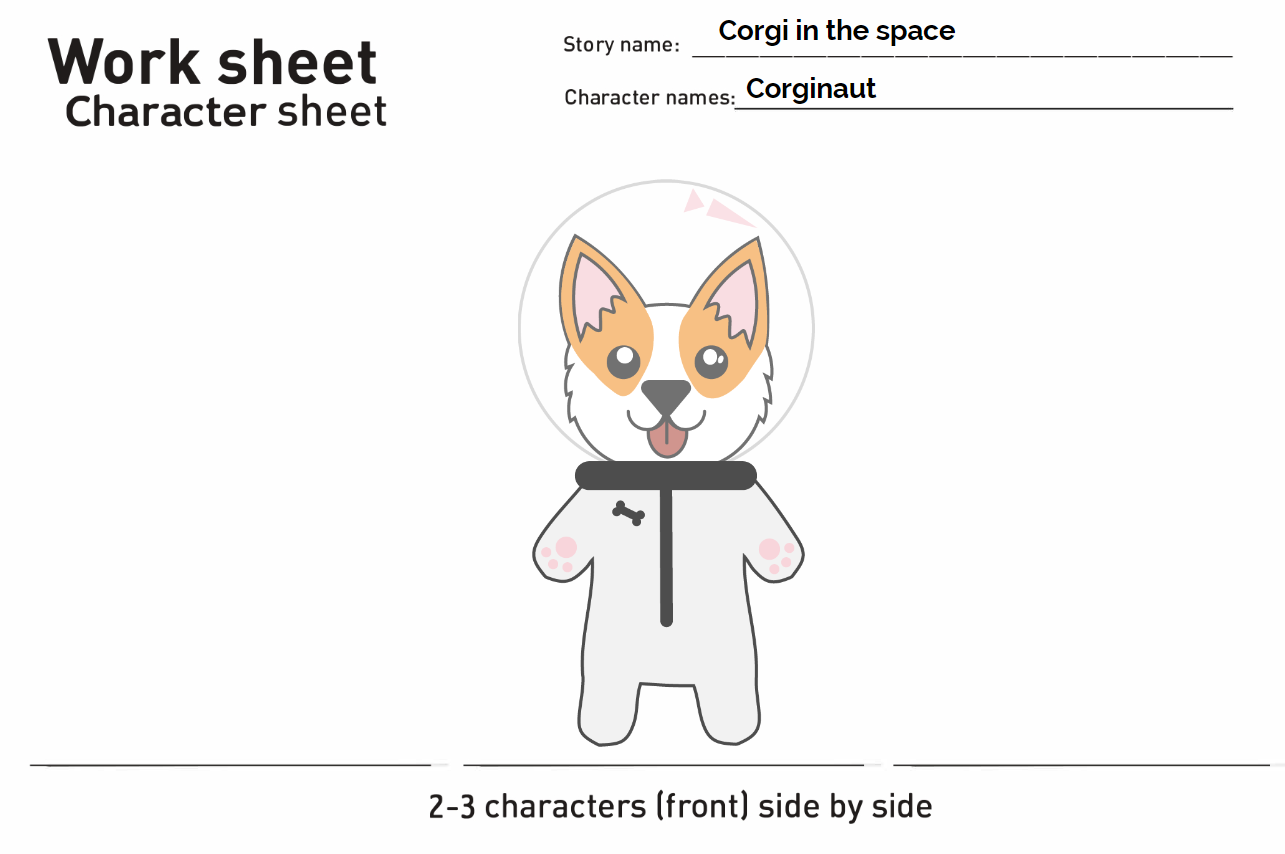 Work sheet
Character sheet
Story name: Corgi in the space
Character names: Corginaut
2-3 characters (front) side by side